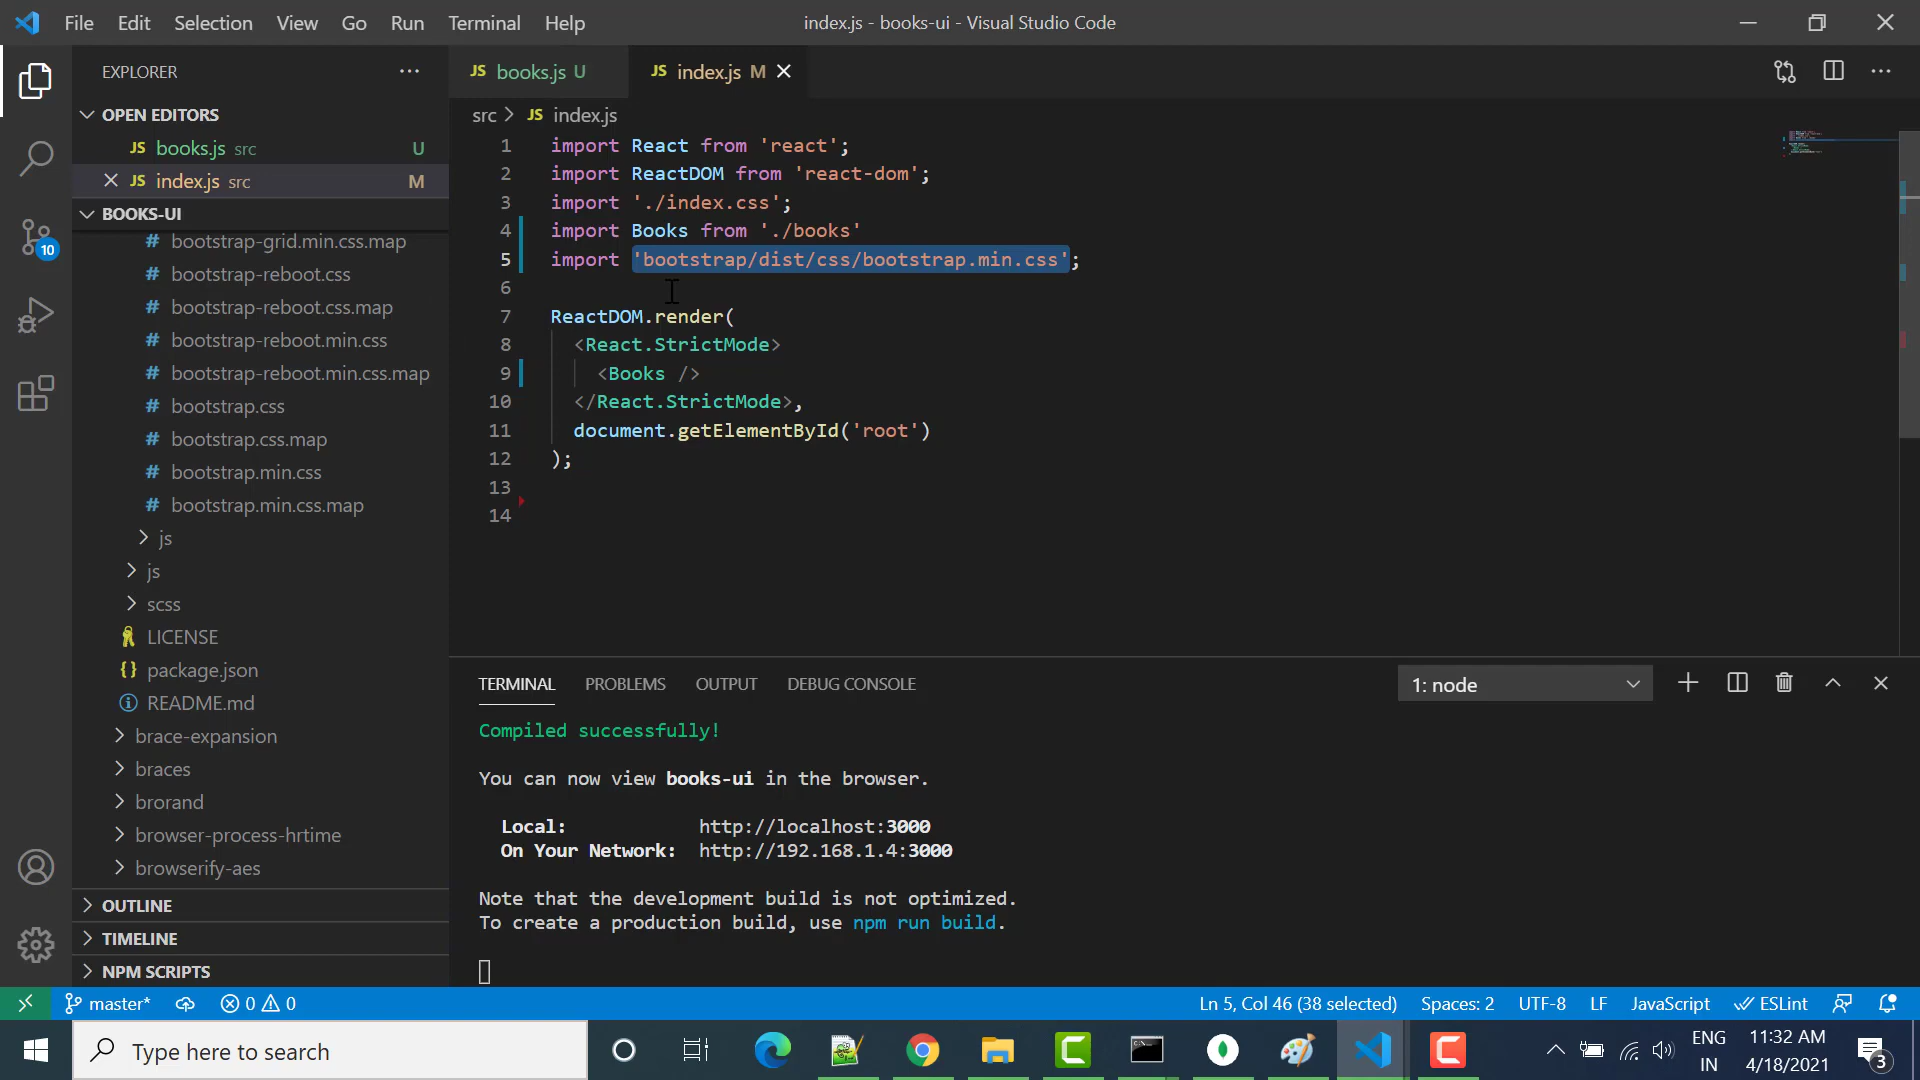 File Edit Selection View Go Run Terminal Help
index.js - books-ui - Visual Studio Code
EXPLORER
OPEN EDITORS
JS books.js src U
JS index.js src M
BOOKS-UI
# bootstrap-grid.min.css.map
# bootstrap-reboot.css
# bootstrap-reboot.css.map
# bootstrap-reboot.min.css
# bootstrap-reboot.min.css.map
# bootstrap.css
# bootstrap.css.map
# bootstrap.min.css
# bootstrap.min.css.map
js
js
scss
LICENSE
{} package.json
README.md
brace-expansion
braces
brorand
browser-process-hrtime
browserify-aes
OUTLINE
TIMELINE
NPM SCRIPTS
10
JS books.js U
JS index.js M
src > JS index.js
1 import React from 'react';
2 import ReactDOM from 'react-dom';
3 import './index.css';
4 import Books from './books'
5 import 'bootstrap/dist/css/bootstrap.min.css';
6
7 ReactDOM.render(
8 <React.StrictMode>
9 <Books />
10 </React.StrictMode>,
11 document.getElementById('root')
12 );
13
14
TERMINAL PROBLEMS OUTPUT DEBUG CONSOLE
1: node
Compiled successfully!
You can now view books-ui in the browser.
Local: http://localhost:3000
On Your Network: http://192.168.1.4:3000
Note that the development build is not optimized.
To create a production build, use npm run build.
master* 0 0
Ln 5, Col 46 (38 selected) Spaces: 2 UTF-8 LF JavaScript ESLint
Type here to search
ENG
IN
11:32 AM
4/18/2021
3